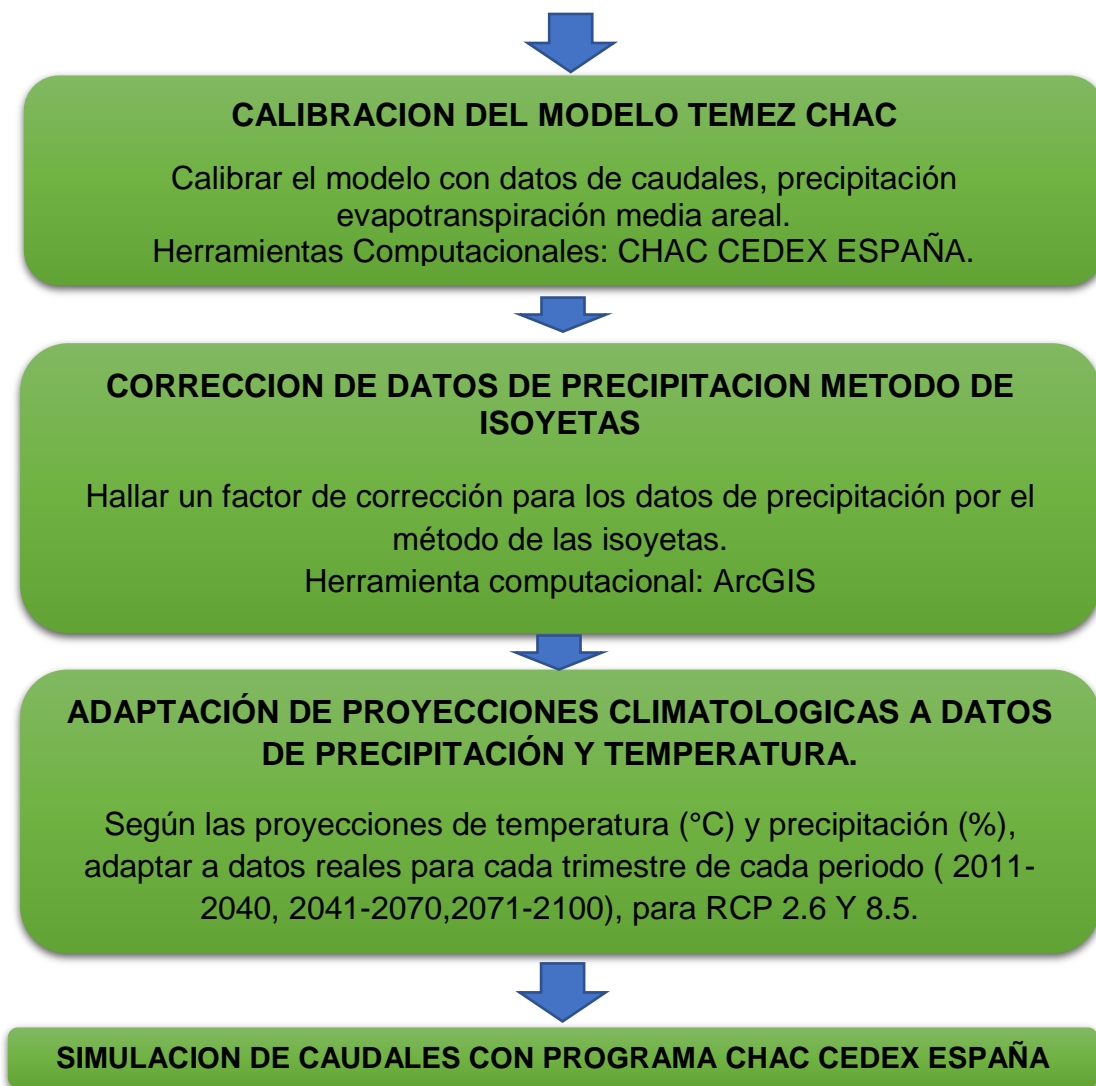 CALIBRACION DEL MODELO TEMEZ CHAC
Calibrar el modelo con datos de caudales, precipitación
evapotranspiración media areal.
Herramientas Computacionales: CHAC CEDEX ESPAÑA.
CORRECCION DE DATOS DE PRECIPITACION METODO DE
ISOYETAS
Hallar un factor de corrección para los datos de precipitación por el
método de las isoyetas.
Herramienta computacional: ArcGIS
ADAPTACIÓN DE PROYECCIONES CLIMATOLOGICAS A DATOS
DE PRECIPITACIÓN Y TEMPERATURA.
Según las proyecciones de temperatura (°C) y precipitación (%),
adaptar a datos reales para cada trimestre de cada periodo ( 2011-
2040, 2041-2070,2071-2100), para RCP 2.6 Y 8.5.
SIMULACION DE CAUDALES CON PROGRAMA CHAC CEDEX ESPAÑA